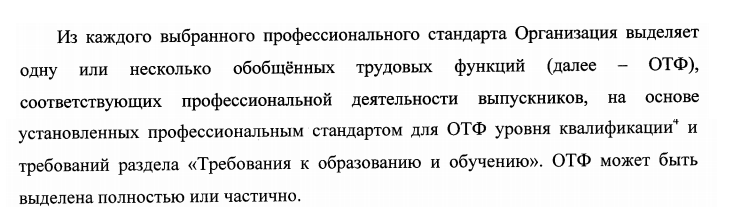 Из каждого выбранного профессионального стандарта Организация выделяет
одну или несколько обобщённых трудовых функций (далее – ОТФ),
соответствующих профессиональной деятельности выпускников, на основе
установленных профессиональным стандартом для ОТФ уровня квалификации⁴ и
требований раздела «Требования к образованию и обучению». ОТФ может быть
выделена полностью или частично.